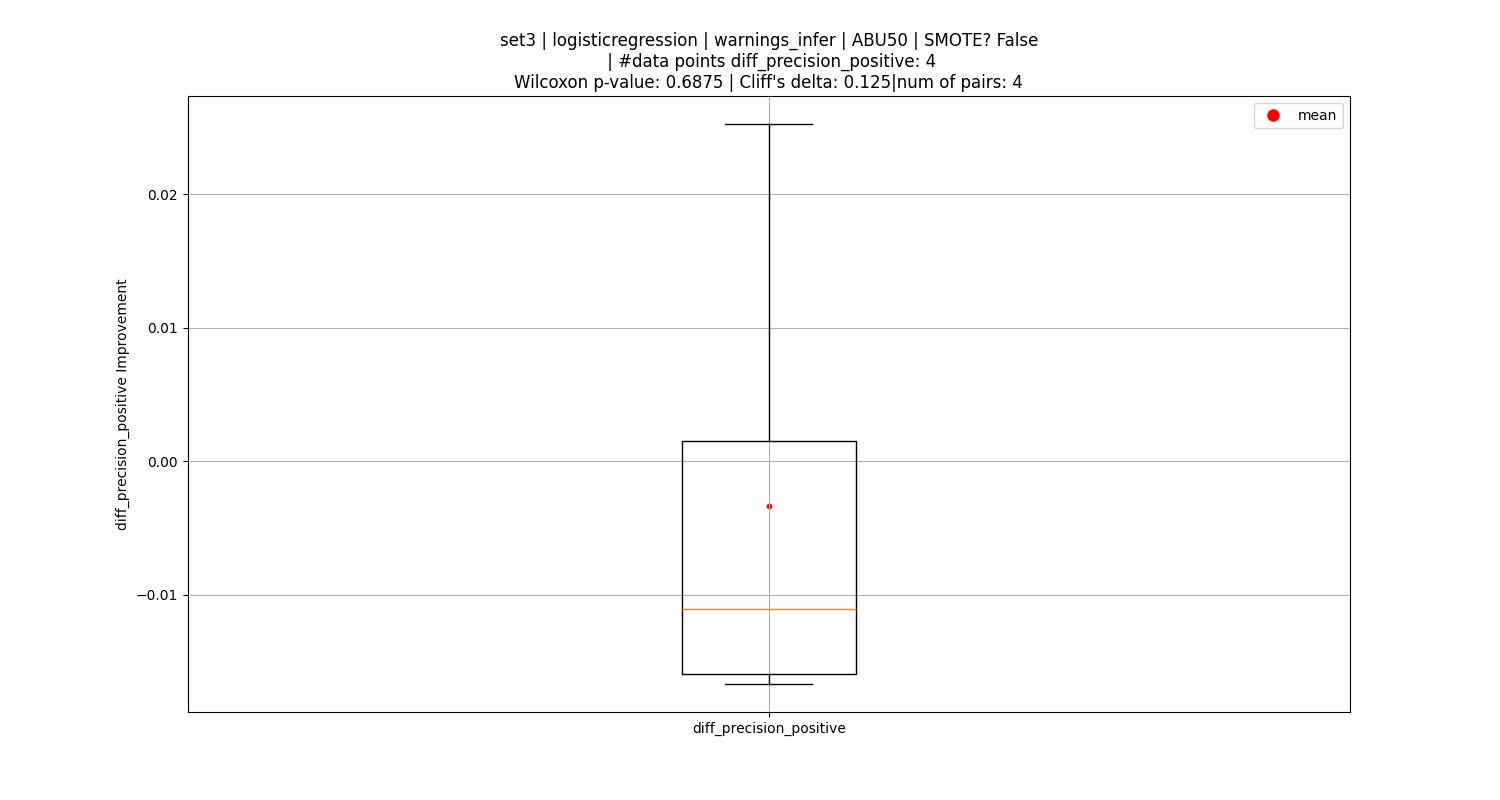 set3 | logisticregression | warnings_infer | ABU50 | SMOTE? False
| #data points diff_precision_positive: 4
Wilcoxon p-value: 0.6875 | Cliff's delta: 0.125|num of pairs: 4
mean
0.02
0.01
0.00
−0.01
diff_precision_positive Improvement
diff_precision_positive